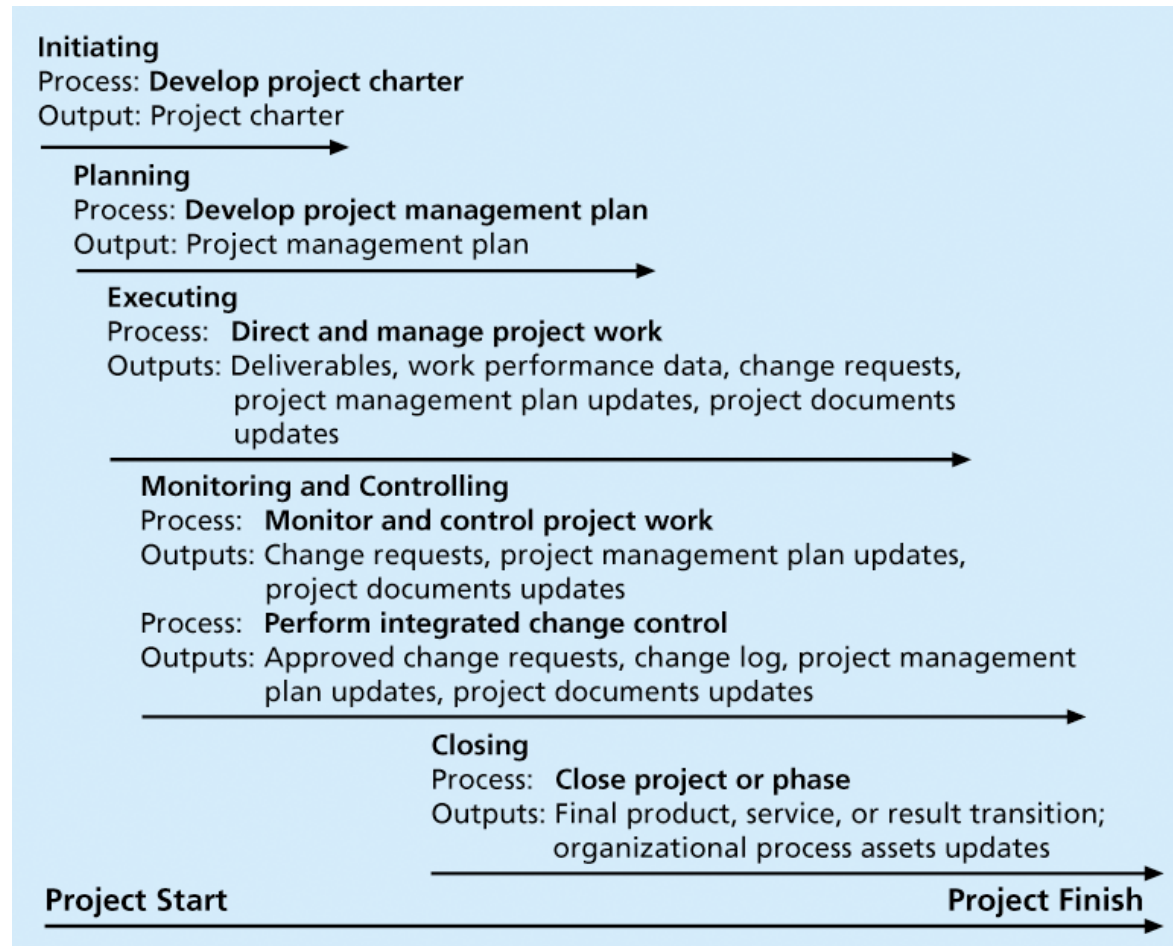 Initiating
Process: Develop project charter
Output: Project charter
Planning
Process: Develop project management plan
Output: Project management plan
Executing
Process: Direct and manage project work
Outputs: Deliverables, work performance data, change requests,
project management plan updates, project documents
updates
Monitoring and Controlling
Process: Monitor and control project work
Outputs: Change requests, project management plan updates,
project documents updates
Process: Perform integrated change control
Outputs: Approved change requests, change log, project management
plan updates, project documents updates
Closing
Process: Close project or phase
Outputs: Final product, service, or result transition;
organizational process assets updates
Project Start Project Finish